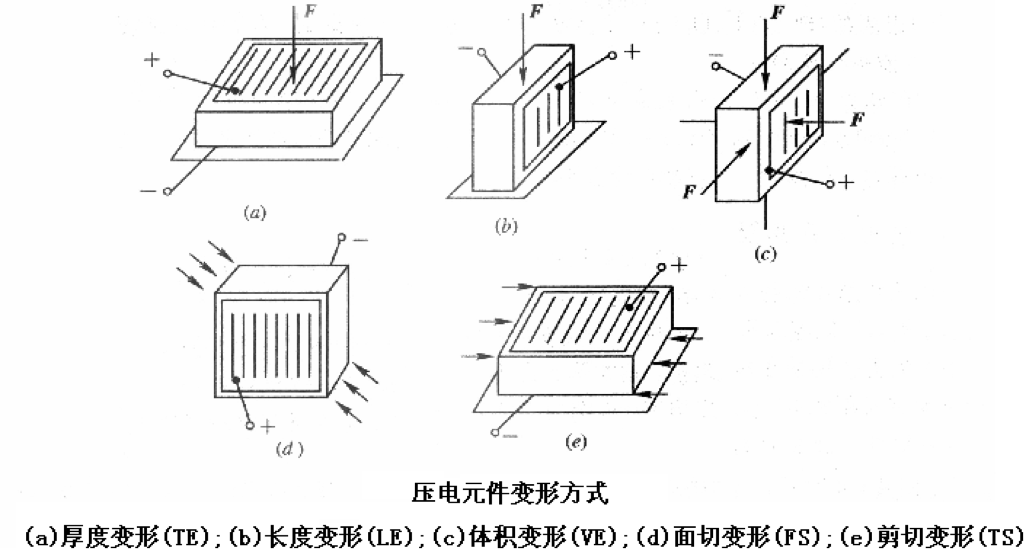 F
F
F
+
−
+
−
F
F
−
+
(a)
(b)
(c)
−
+
+
−
(d)
(e)
压电元件变形方式
(a)厚度变形(TE);(b)长度变形(LE);(c)体积变形(VE);(d)面切变形(FS);(e)剪切变形(TS)